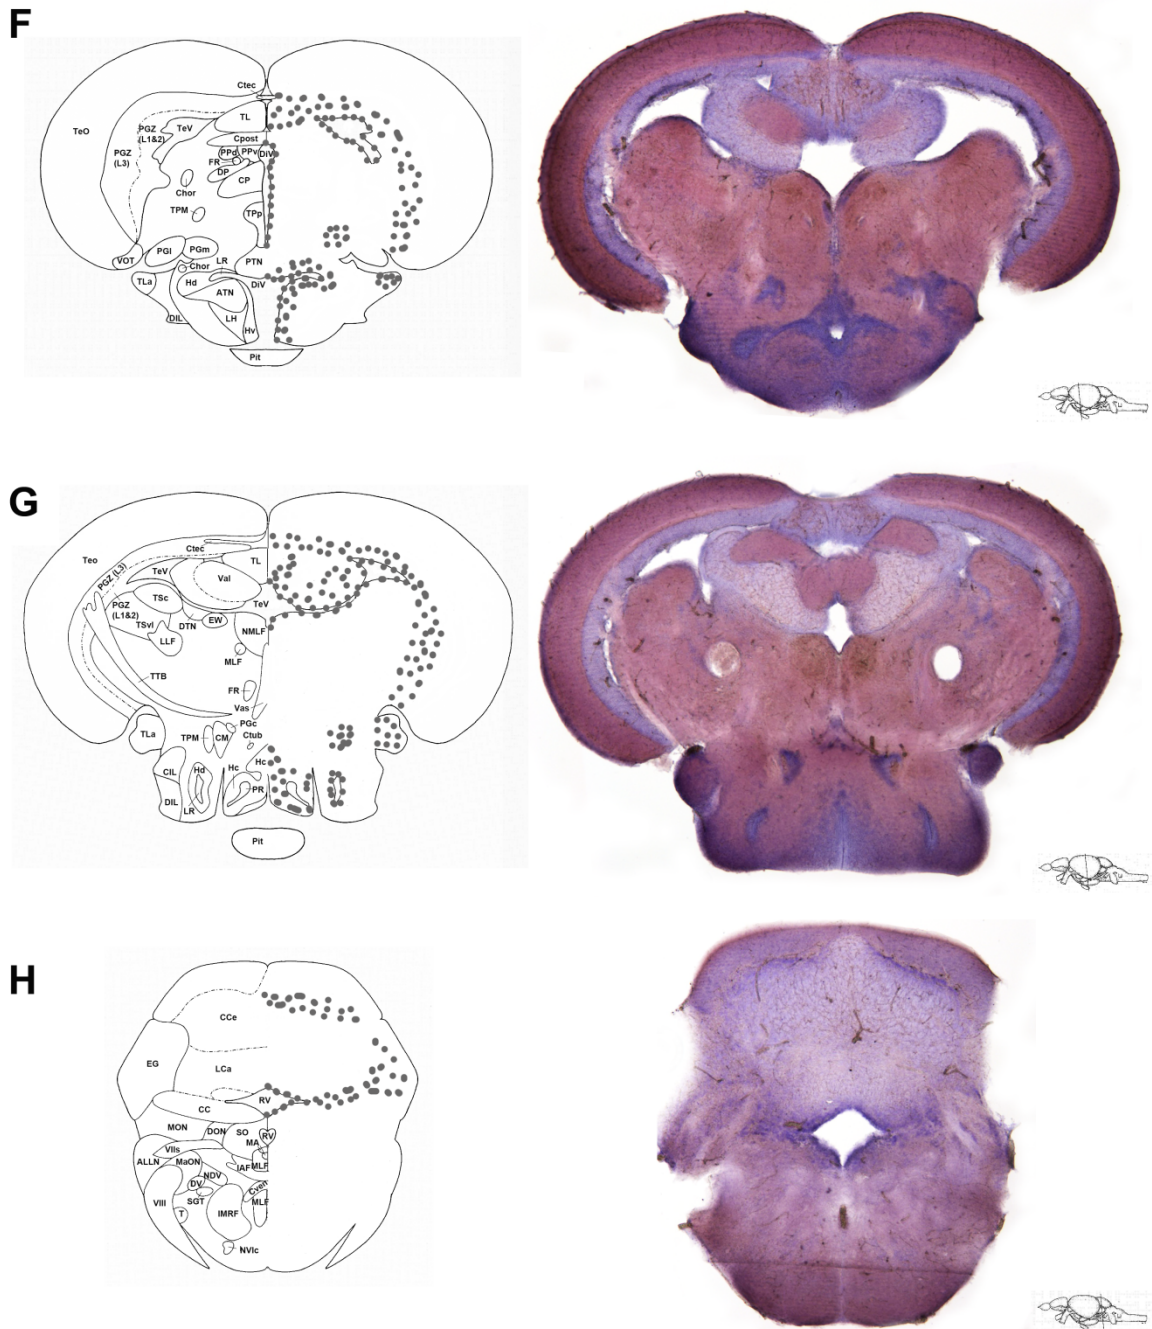 F
Ctec
TeO
PGZ
(L1&2)
TeV
TL
PGZ
(L3)
Cpost
PPd
PPv
DiV
FR
DP
CP
Chor
TPM
TPp
VOT
PGl
PGm
LR
PTN
Chor
TLa
Hd
DiV
ATN
DIL
LH
Hv
Pit
G
Teo
Ctec
PGZ (L3)
TeV
TL
Val
PGZ
(L1&2)
TSc
TeV
TSvl
DTN
EW
LLF
NMLF
MLF
TTB
FR
Vas
TLa
TPM
CM
PGc
Ctub
CIL
Hd
Hc
Hc
DIL
LR
PR
Pit
H
CCe
EG
LCa
RV
CC
MON
DON
SO
RV
MA
VIIs
ALLN
MaON
IAF
MLF
NDV
DV
Cven
VIII
SGT
IMRF
MLF
T
NVIc